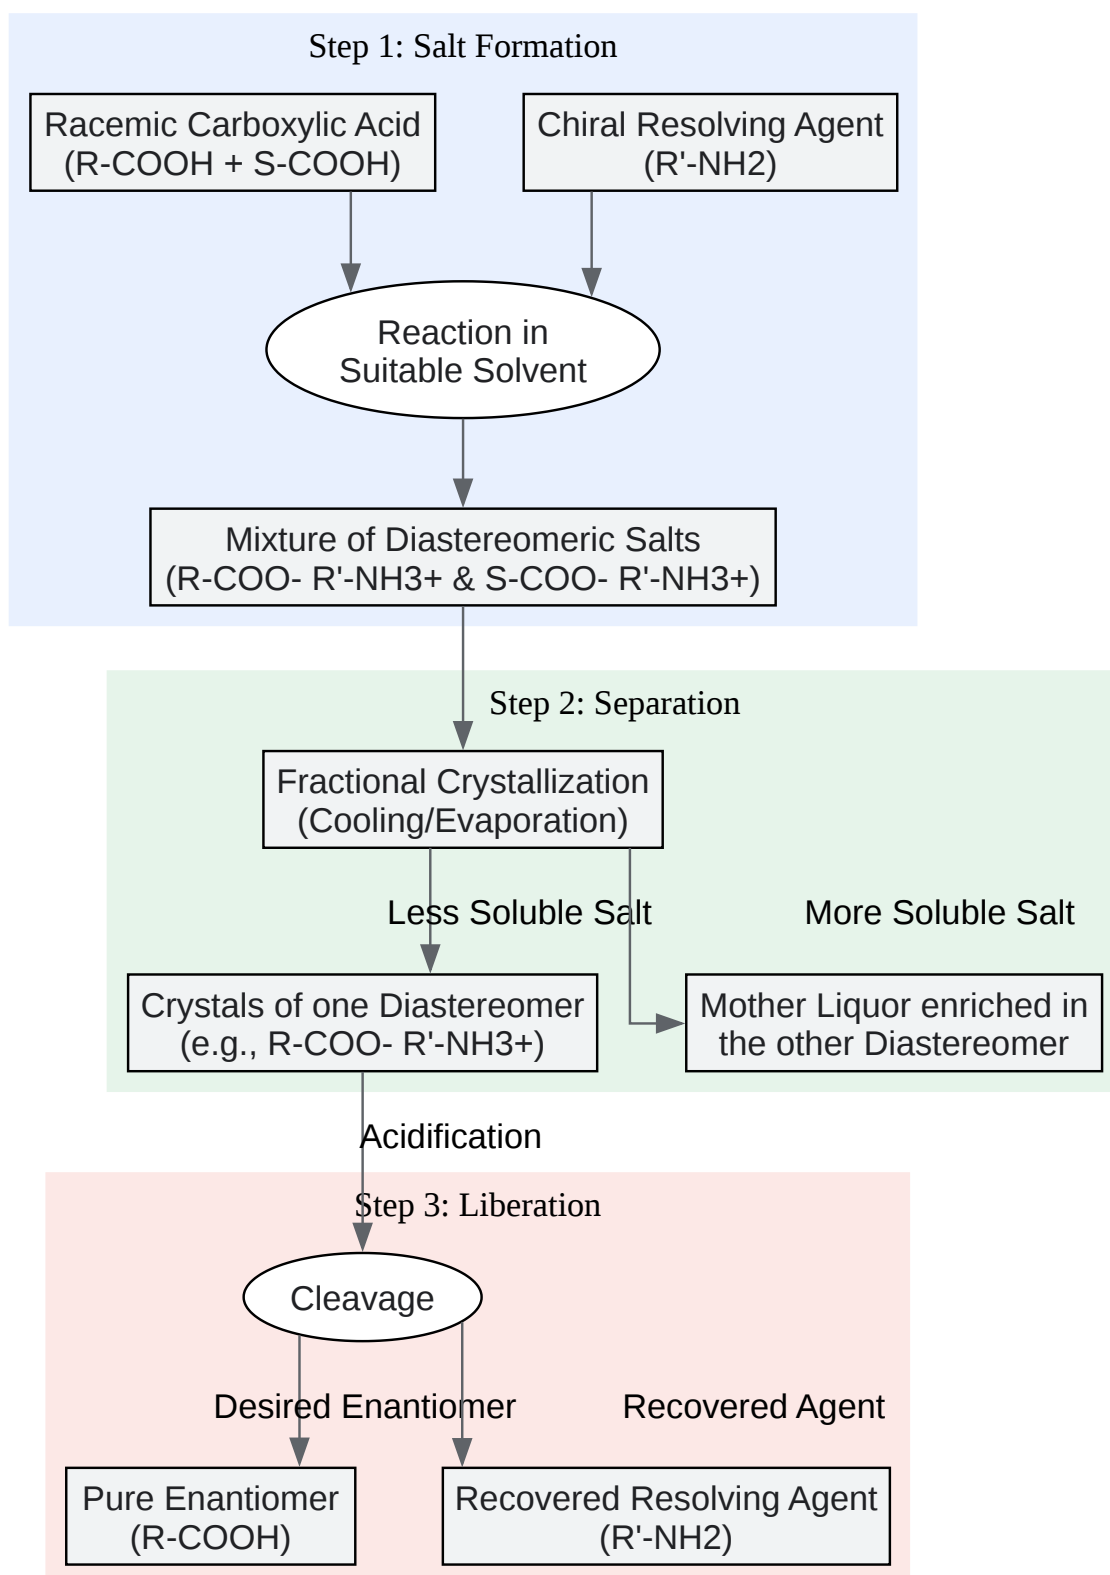 Step 1: Salt Formation
Racemic Carboxylic Acid
(R-COOH + S-COOH)
Chiral Resolving Agent
(R'-NH2)
Reaction in
Suitable Solvent
Mixture of Diastereomeric Salts
(R-COO- R'-NH3+ & S-COO- R'-NH3+)
Step 2: Separation
Fractional Crystallization
(Cooling/Evaporation)
Less Soluble Salt
More Soluble Salt
Crystals of one Diastereomer
(e.g., R-COO- R'-NH3+)
Mother Liquor enriched in
the other Diastereomer
Acidification
Step 3: Liberation
Cleavage
Desired Enantiomer
Recovered Agent
Pure Enantiomer
(R-COOH)
Recovered Resolving Agent
(R'-NH2)